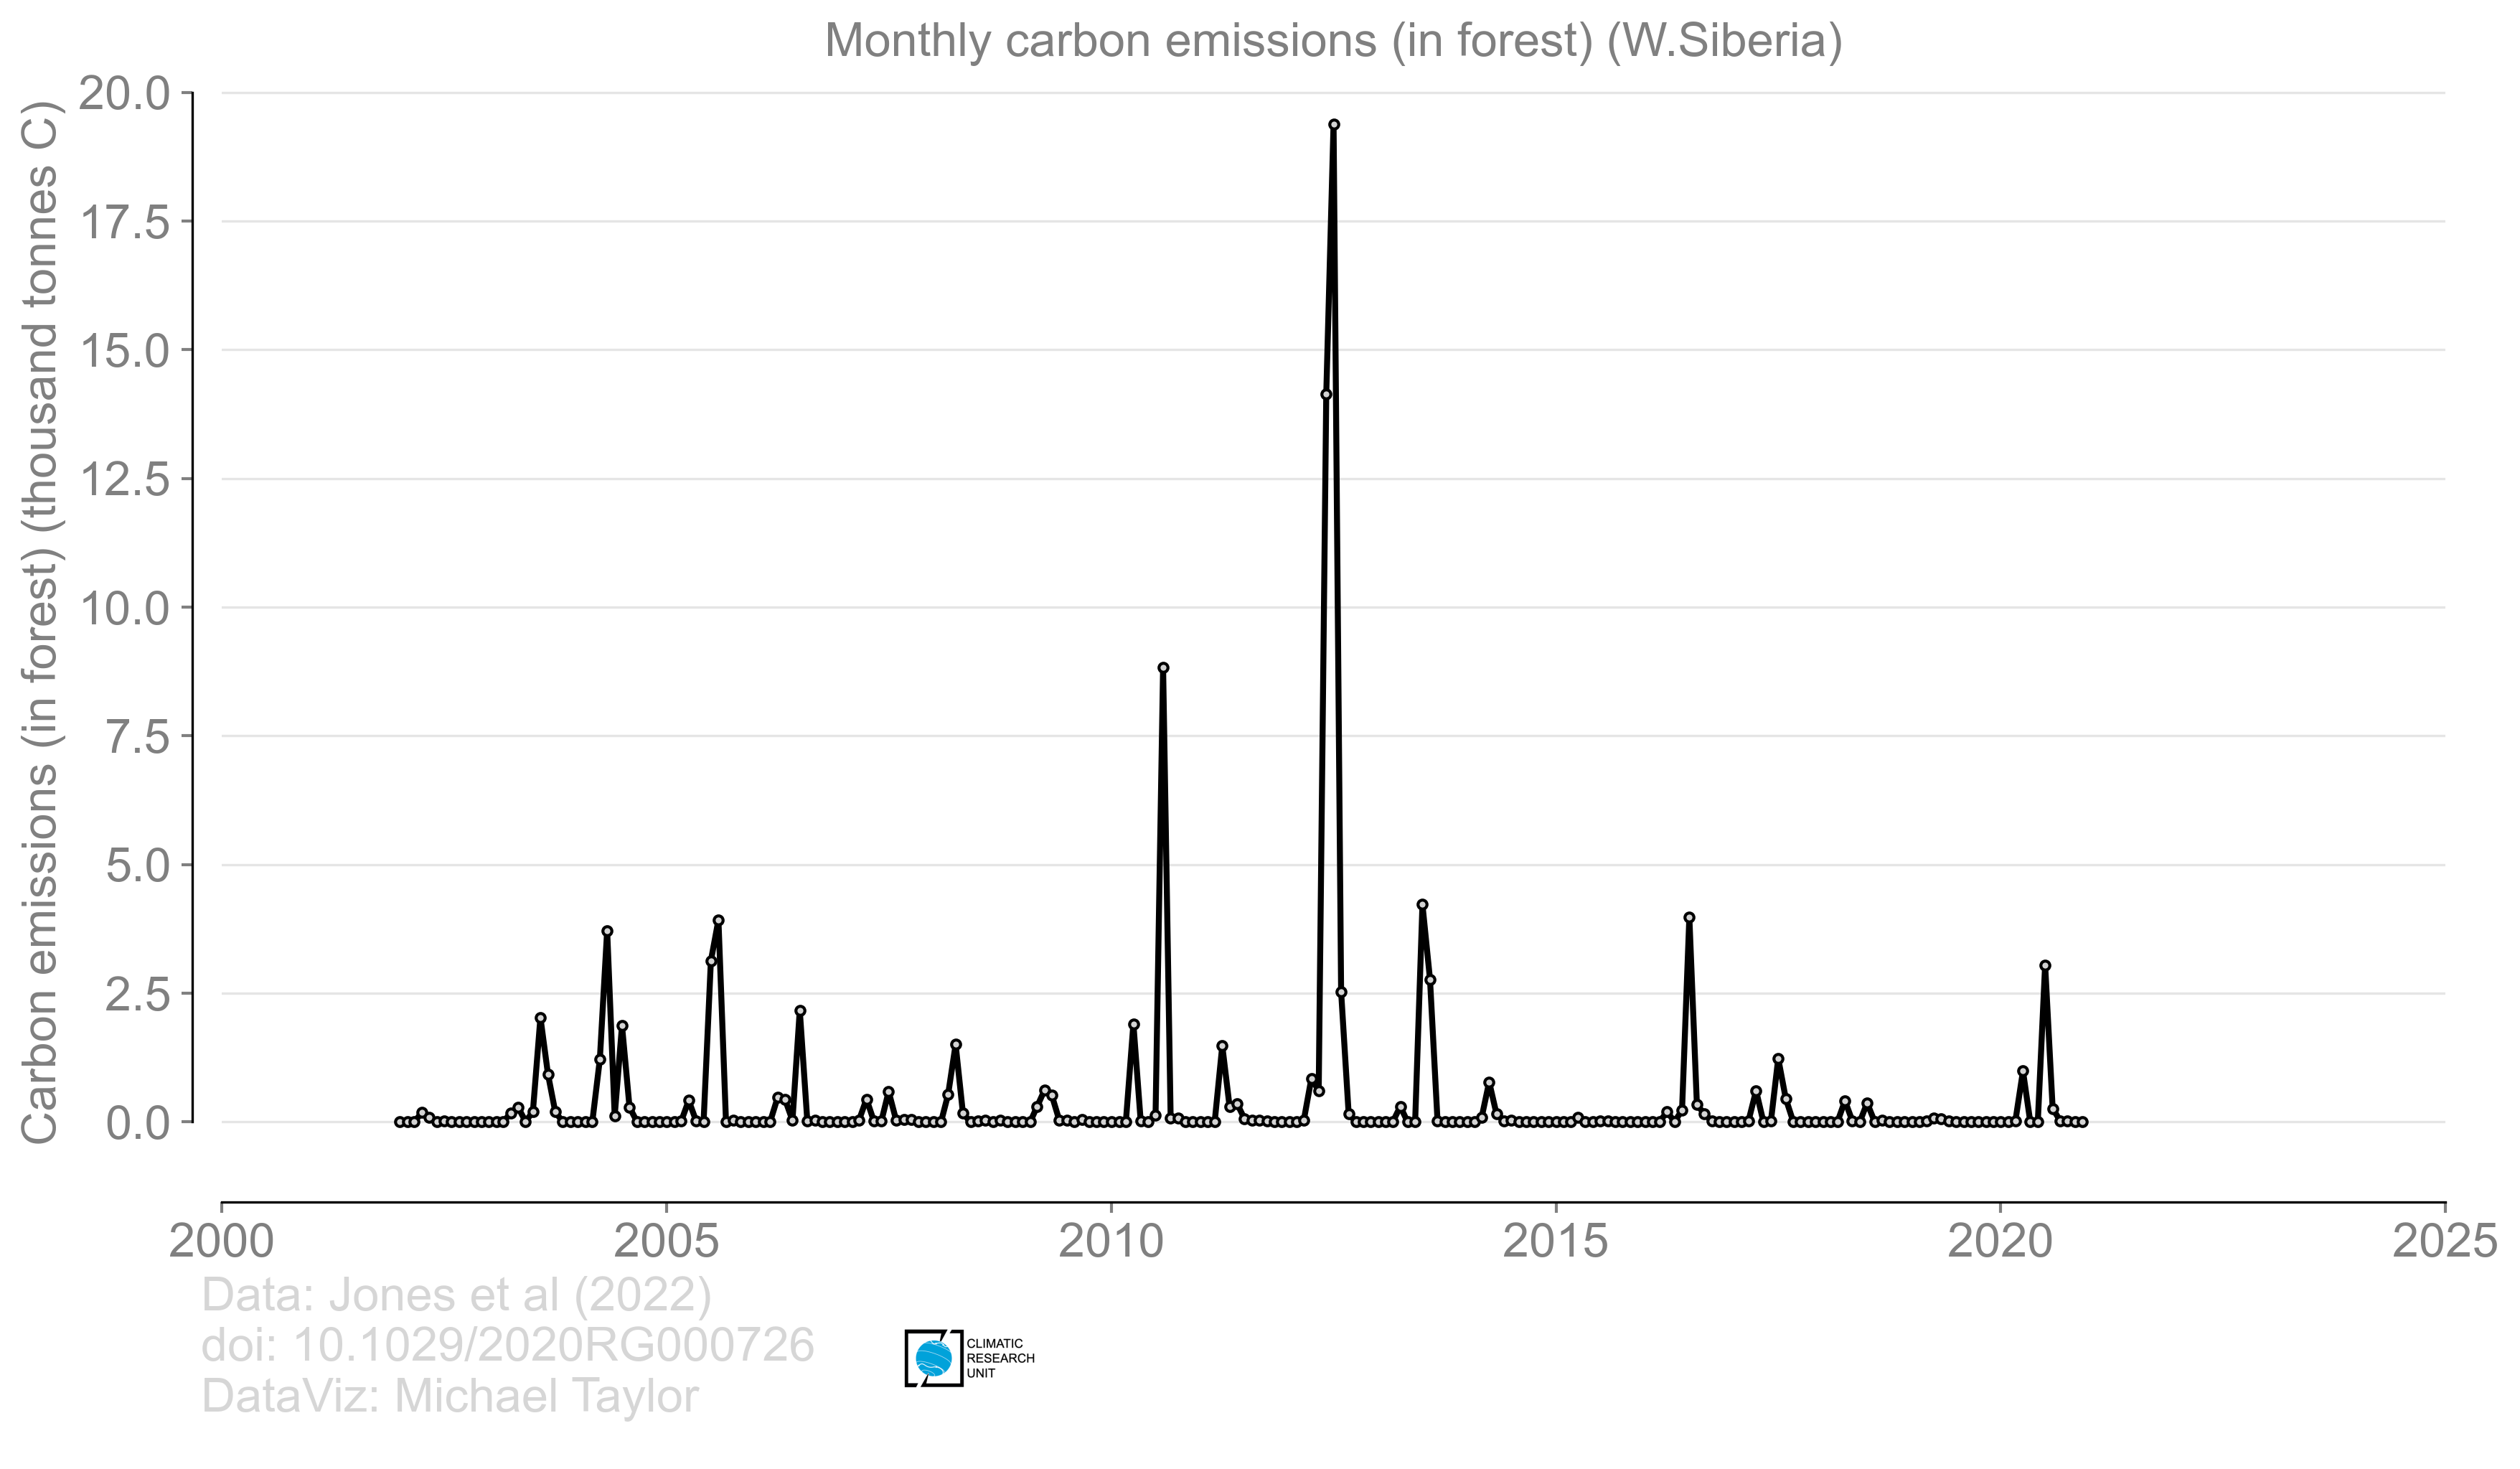 Monthly carbon emissions (in forest) (W.Siberia)
Carbon emissions (in forest) (thousand tonnes C)
20.0
17.5
15.0
12.5
10.0
7.5
5.0
2.5
0.0
2000
2005
2010
2015
2020
2025
Data: Jones et al (2022)
doi: 10.1029/2020RG000726
DataViz: Michael Taylor
CLIMATIC
RESEARCH
UNIT